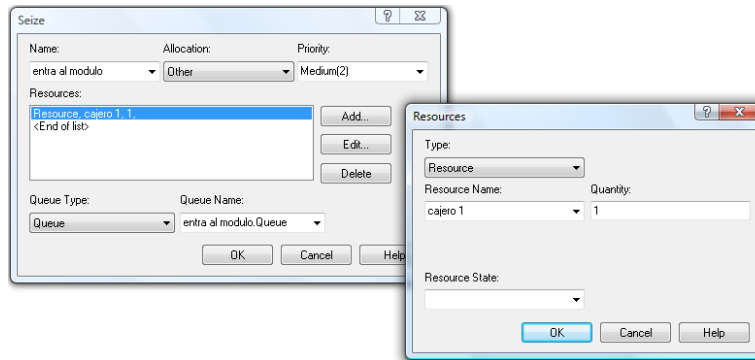 Seize
Name: Allocation: Priority:
entra al modulo Other Medium(2)
Resources:
Resource, cajero 1, 1,
<End of list>
Add...
Edit...
Delete
Queue Type: Queue Name:
Queue entra al modulo.Queue
OK Cancel Help
Resources
Type:
Resource
Resource Name: Quantity:
cajero 1 1
Resource State:
OK Cancel Help